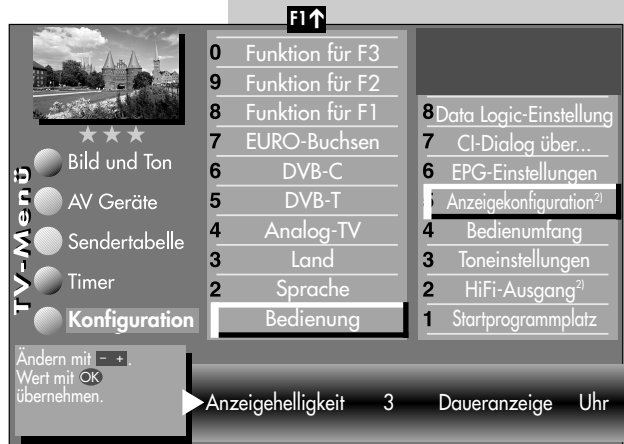 F1↑
TV-Menü
Bild und Ton
AV Geräte
Sendertabelle
Timer
Konfiguration
0 Funktion für F3
9 Funktion für F2
8 Funktion für F1
7 EURO-Buchsen
6 DVB-C
5 DVB-T
4 Analog-TV
3 Land
2 Sprache
Bedienung
8 Data Logic-Einstellung
7 CI-Dialog über...
6 EPG-Einstellungen
5 Anzeigekonfiguration2)
4 Bedienumfang
3 Toneinstellungen
2 HiFi-Ausgang2)
1 Startprogrammplatz
Ändern mit - + .
Wert mit OK
übernehmen.
Anzeigehelligkeit 3 Daueranzeige Uhr